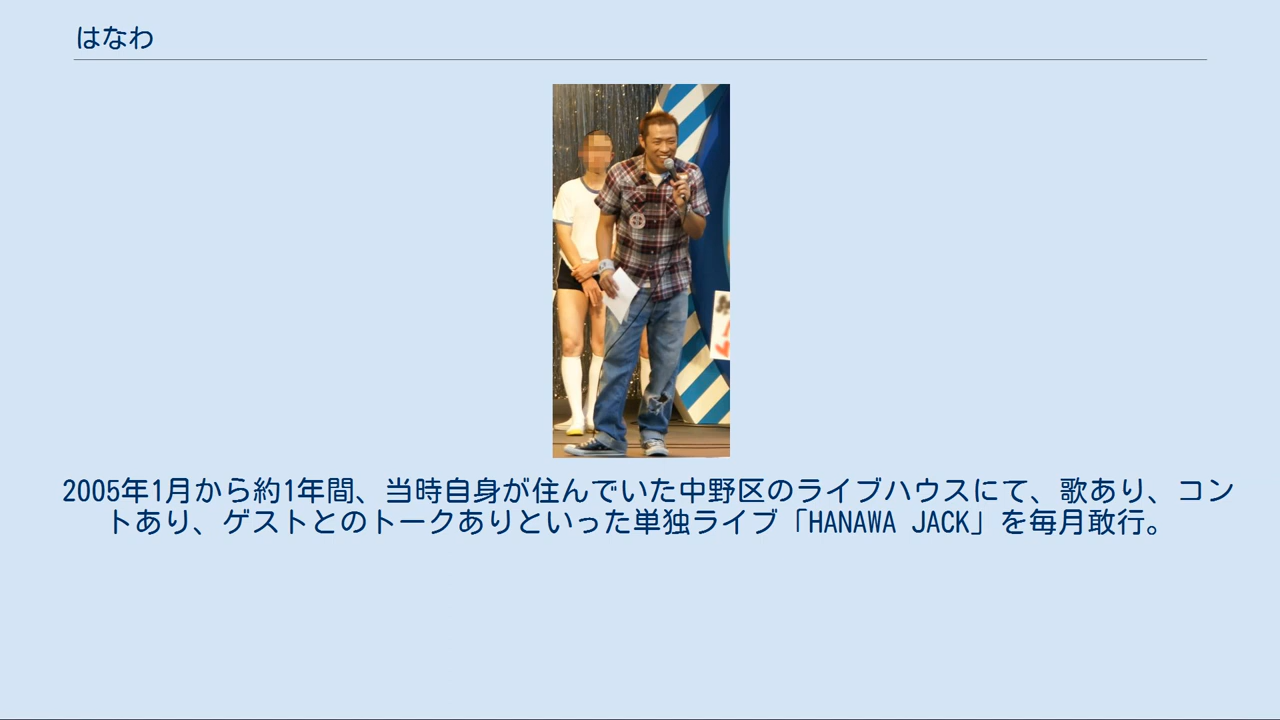 はなわ
2005年1月から約1年間、当時自身が住んでいた中野区のライブハウスにて、歌あり、コン
トあり、ゲストとのトークありといった単独ライブ「HANAWA JACK」を毎月敢行。